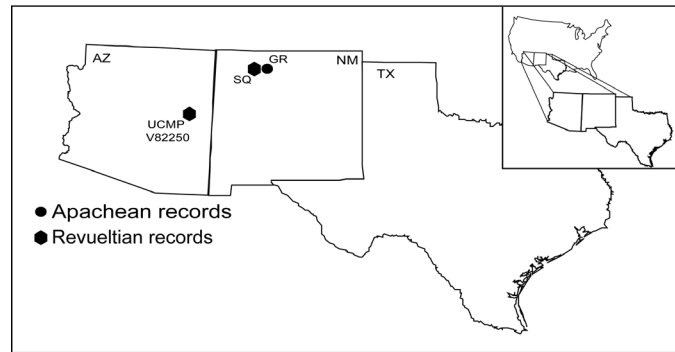 AZ
GR
NM
SQ
TX
UCMP
V82250
Apachean records
Revueltian records